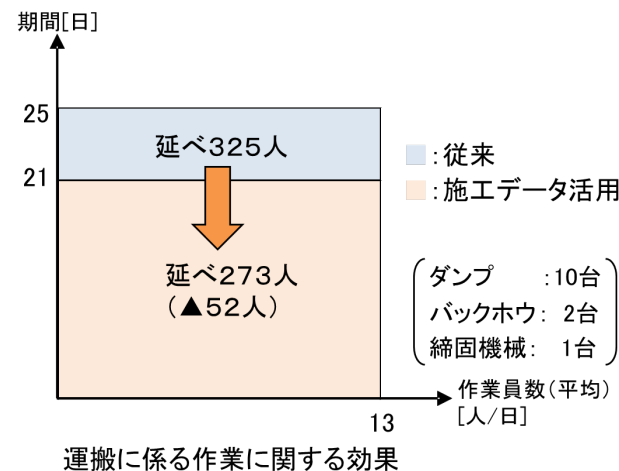 期間[日]
25
延べ325人
21
：従来
：施工データ活用
延べ273人
（▲52人）
ダンプ　：10台
バックホウ： 2台
締固機械： 1台
作業員数（平均）
[人/日]
13
運搬に係る作業に関する効果